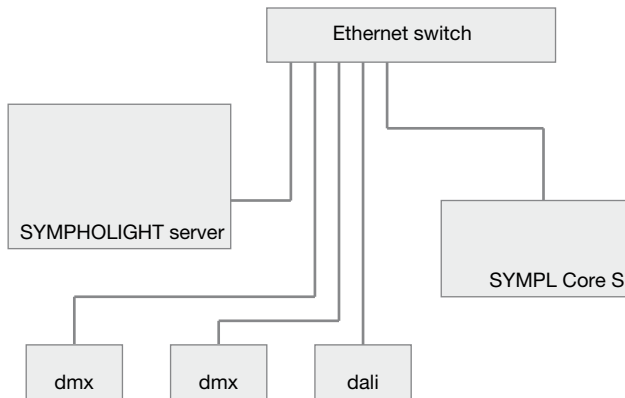 Ethernet switch
SYMPHOLIGHT server
SYMPL Core S
dmx
dmx
dali